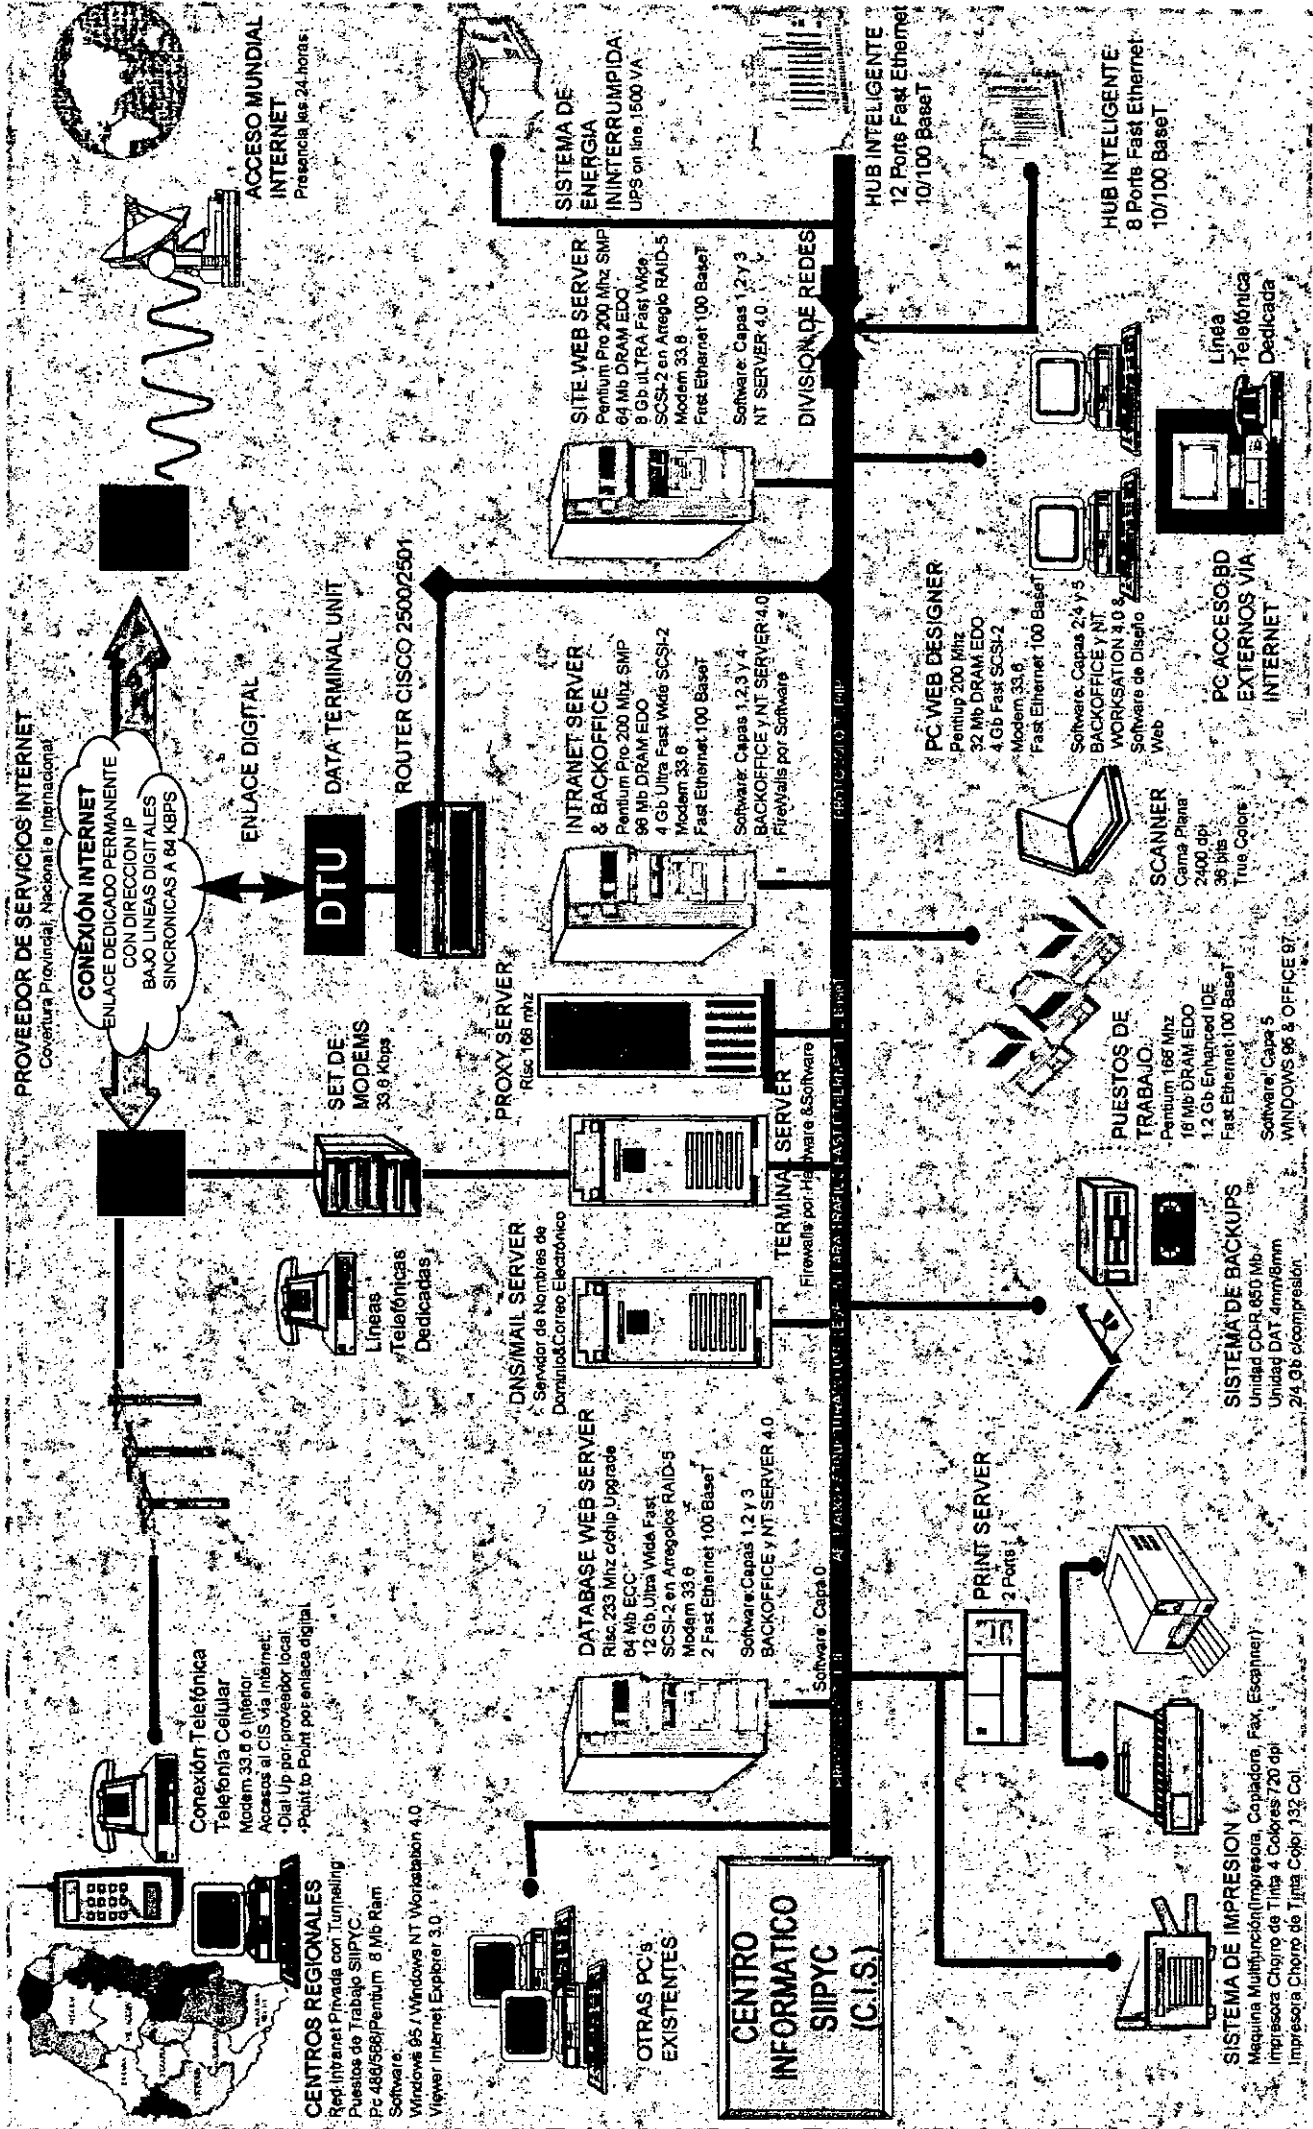 PROVEEDOR DE SERVICIOS INTERNET
Covertura Provincial, Nacional e Internacional
CONEXIÓN INTERNET
ENLACE DEDICADO PERMANENTE
CON DIRECCION IP
BAJO LINEAS DIGITALES
SINCRONICAS A 64 KBPS
ACCESO MUNDIAL
INTERNET
Presencia las 24 horas
ENLACE DIGITAL
DTU
DATA TERMINAL UNIT
ROUTER CISCO 2500/2501
SET DE
MODEMS
33.6 Kbps
Líneas
Telefónicas
Dedicadas
Conexión Telefónica
Telefonía Celular
Modem 33.6 ó inferior
Accesos al CIS via Internet:
•Dial Up por proveedor local
•Point to Point por enlace digital
CENTROS REGIONALES
Red Intranet Privada con Tunneling
Puestos de Trabajo SIIPYC
Pc 486/586/Pentium 8 Mb Ram
Software:
Windows 95 / Windows NT Workstation 4.0
Viewer Internet Explorer 3.0
OTRAS PC's
EXISTENTES
CENTRO
INFORMATICO
SIIPYC
(C.I.S.)
DATABASE WEB SERVER
Risc 233 Mhz c/chip Upgrade
64 Mb ECC
12 Gb Ultra Wide Fast
SCSI-2 en Arreglos RAID-5
Modem 33.6
2 Fast Ethernet 100 BaseT
Software: Capas 1,2 y 3
BACKOFFICE y NT SERVER 4.0
Software: Capa 0
DNS/MAIL SERVER
Servidor de Nombres de
Dominio&Correo Electrónico
TERMINAL SERVER
Firewalls por Hardware &Software
PROXY SERVER
Risc 166 mhz
INTRANET SERVER
& BACKOFFICE
Pentium Pro 200 Mhz SMP
96 Mb DRAM EDO
4 Gb Ultra Fast Wide SCSI-2
Modem 33.6
Fast Ethernet 100 BaseT
Software: Capas 1,2,3 y 4
BACKOFFICE y NT SERVER 4.0
FireWalls por Software
SITE WEB SERVER
Pentium Pro 200 Mhz SMP
64 Mb DRAM EDO
8 Gb uLTRA Fast Wide
SCSI-2 en Arreglo RAID-5
Modem 33.6
Fast Ethernet 100 BaseT
Software: Capas 1,2 y 3
NT SERVER 4.0
DIVISION DE REDES
SISTEMA DE
ENERGIA
ININTERRUMPIDA
UPS on line 1500 VA
HUB INTELIGENTE
12 Ports Fast Ethernet
10/100 BaseT
HUB INTELIGENTE
8 Ports Fast Ethernet
10/100 BaseT
PRINT SERVER
2 Ports
SISTEMA DE IMPRESION
Maquina Multifunción(Impresora, Copiadora, Fax, Escanner)
Impresora Chorro de Tinta 4 Colores 720 dpi
Impresora Chorro de Tinta Color 132 Col.
SISTEMA DE BACKUPS
Unidad CD-R 650 Mb
Unidad DAT 4mm/8mm
2/4 Gb c/compresión
PUESTOS DE
TRABAJO
Pentium 166 Mhz
16 Mb DRAM EDO
1.2 Gb Enhanced IDE
Fast Ethernet 100 BaseT
Software: Capa 5
WINDOWS 95 & OFFICE 97
SCANNER
Cama Plana
2400 dpi
36 bits
True Colors
PC WEB DESIGNER
Pentiup 200 Mhz
32 Mb DRAM EDO
4 Gb Fast SCSI-2
Modem 33.6
Fast Ethernet 100 BaseT
Software: Capas 2,4 y 5
BACKOFFICE y NT
WORKSATION 4.0 &
Software de Diseño
Web
PC ACCESO BD
EXTERNOS VIA
INTERNET
Línea
Telefónica
Dedicada